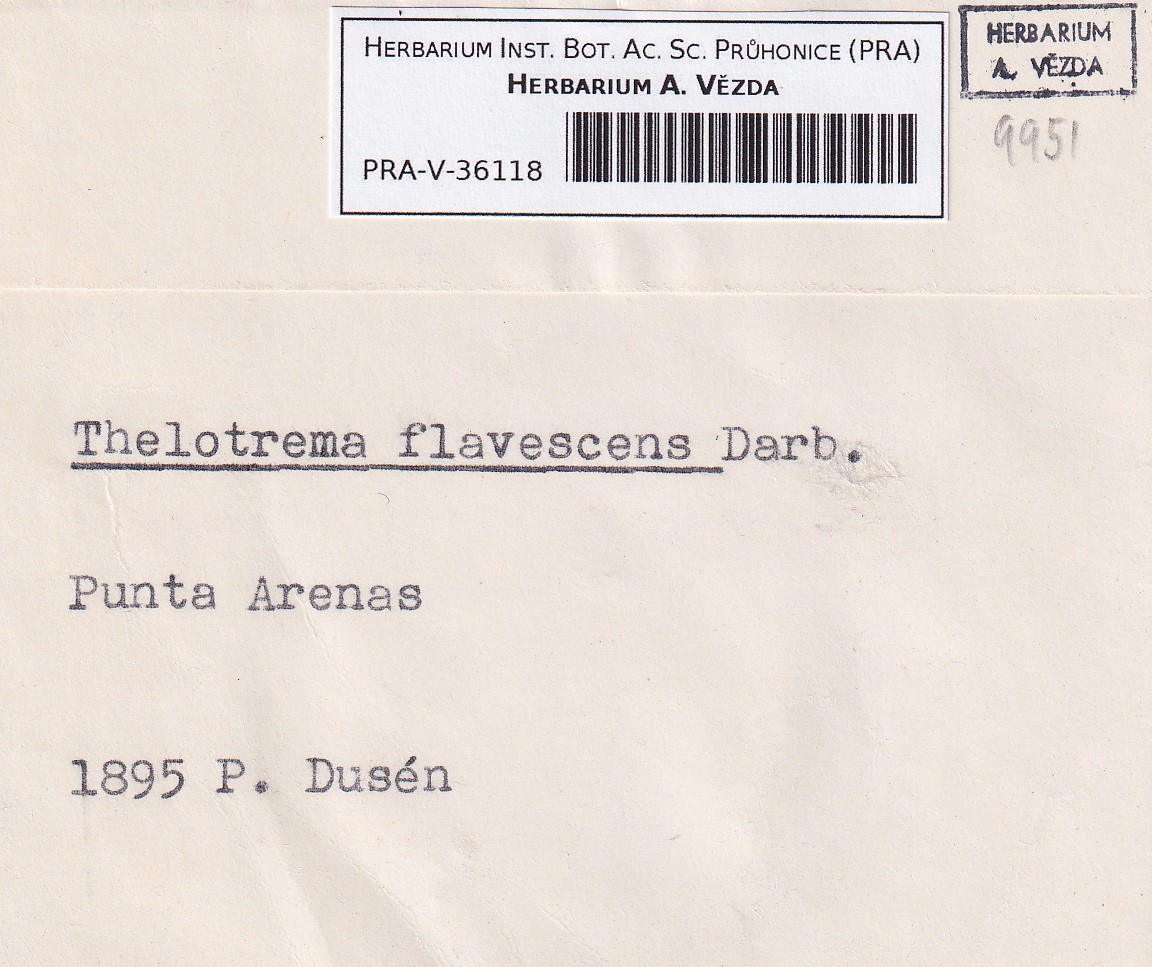 HERBARIUM INST. BOT. AC. SC. PRŮHONICE (PRA)
HERBARIUM A. VĚZDA
PRA-V-36118
HERBARIUM
A. VĚZDA
9951
Thelotrema flavescens Darb.
Punta Arenas
1895 P. Dusén